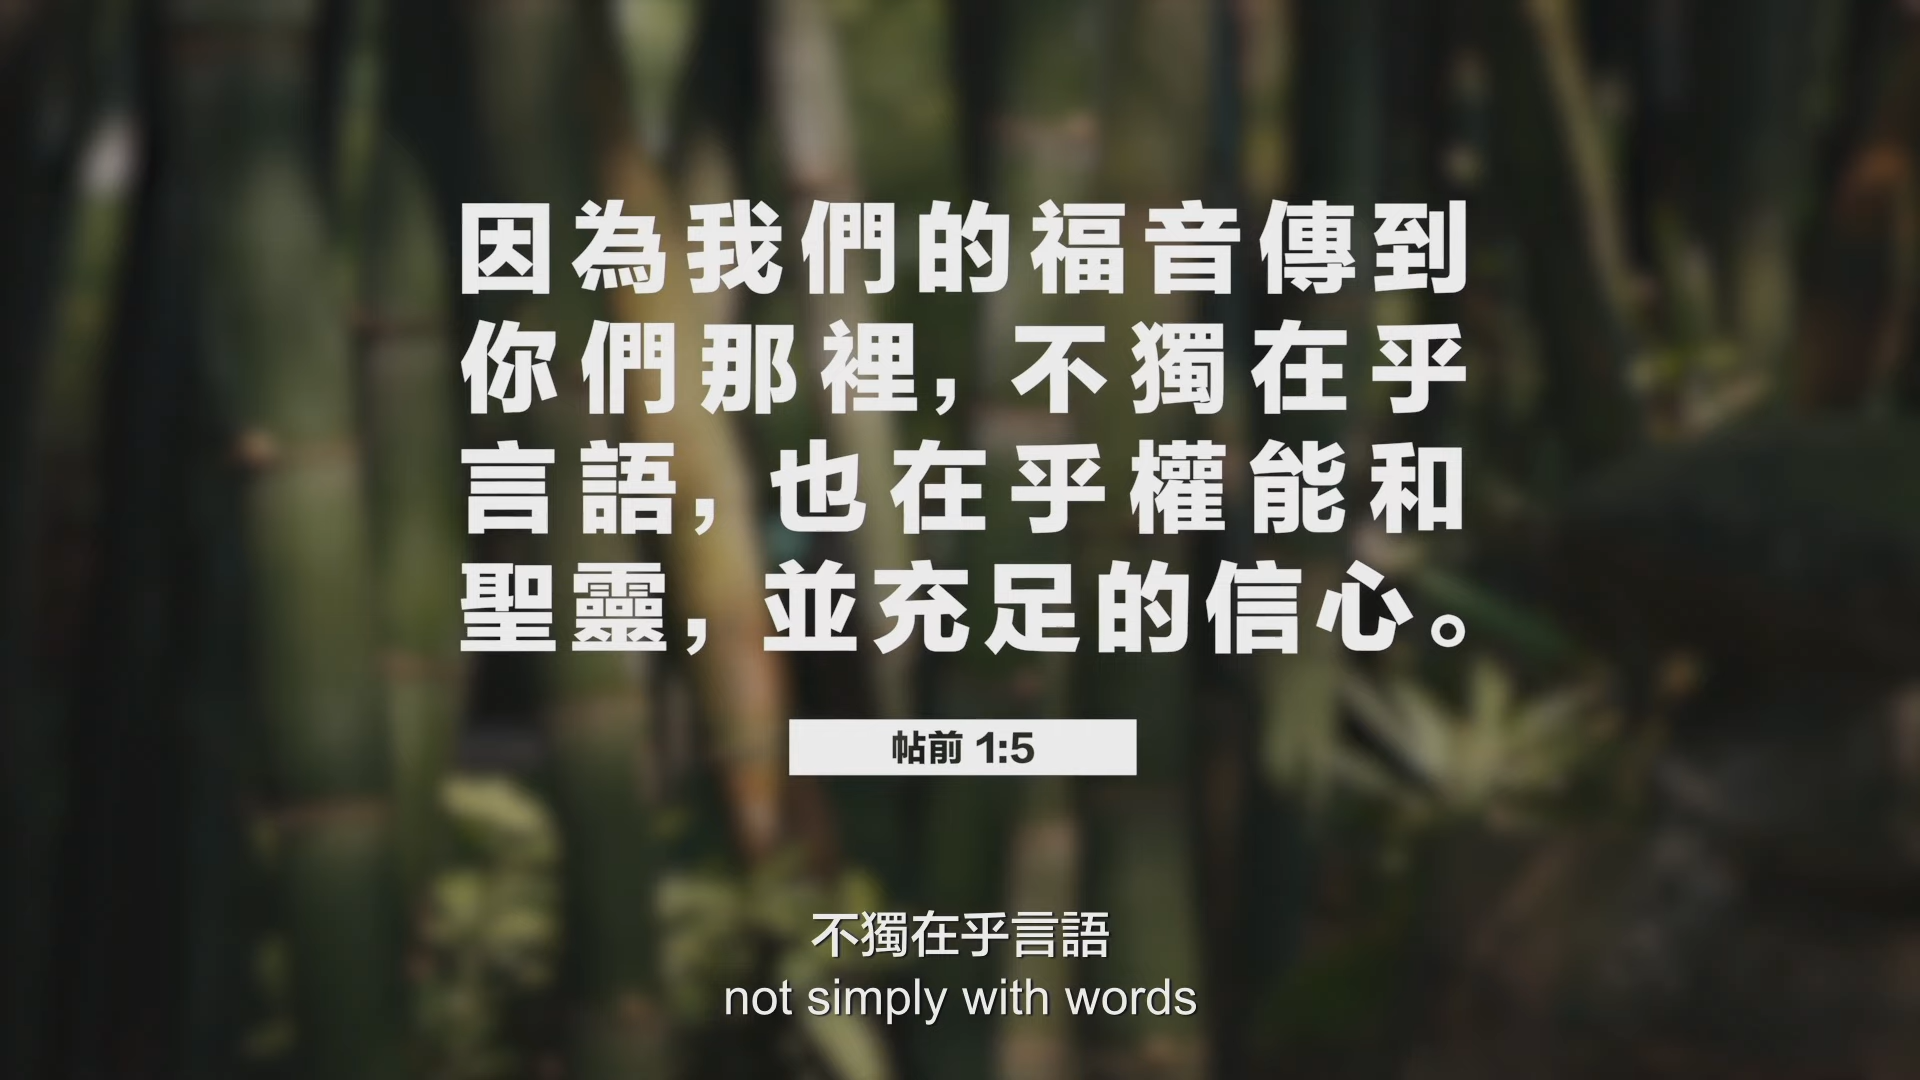 因為我們的福音傳到
你們那裡，不獨在乎
言語，也在乎權能和
聖靈，並充足的信心。
帖前 1:5
不獨在乎言語
not simply with words